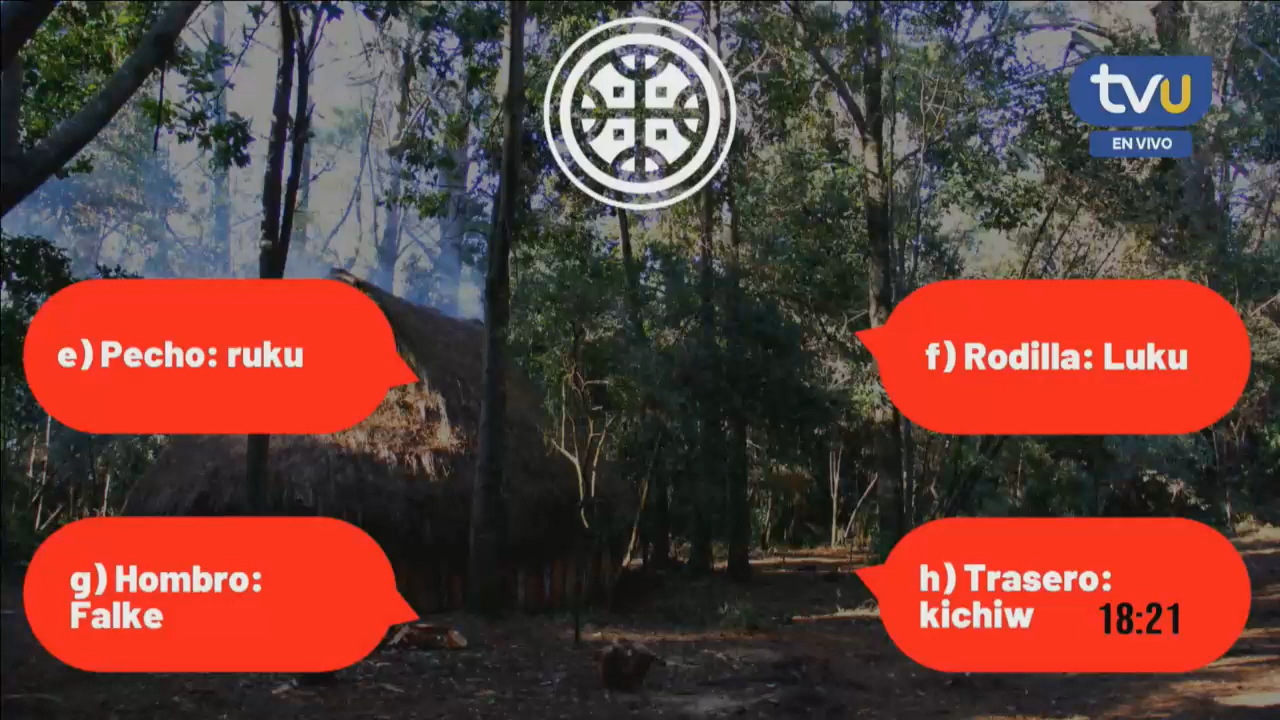 tvu
EN VIVO
e) Pecho: ruku
f) Rodilla: Luku
g) Hombro:
Falke
h) Trasero:
kichiw
18:21